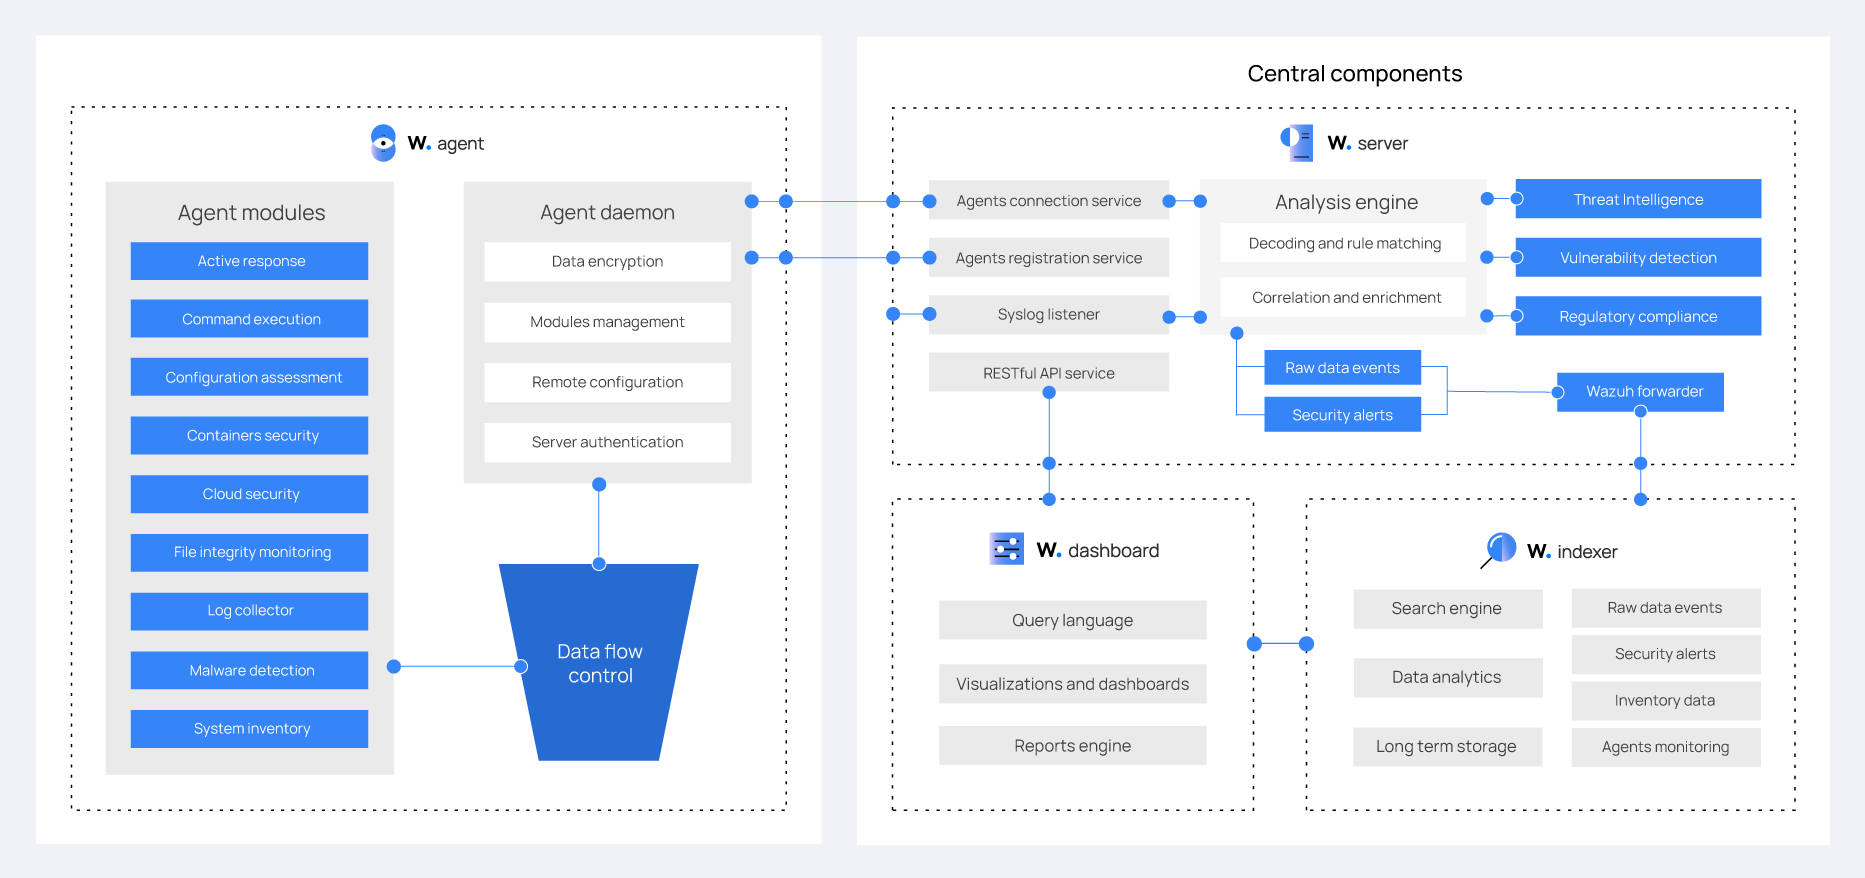 W. agent
Agent modules
Active response
Command execution
Configuration assessment
Containers security
Cloud security
File integrity monitoring
Log collector
Malware detection
System inventory
Agent daemon
Data encryption
Modules management
Remote configuration
Server authentication
Data flow
control
Central components
W. server
Agents connection service
Agents registration service
Syslog listener
RESTful API service
Analysis engine
Decoding and rule matching
Correlation and enrichment
Threat Intelligence
Vulnerability detection
Regulatory compliance
Raw data events
Security alerts
Wazuh forwarder
W. dashboard
Query language
Visualizations and dashboards
Reports engine
W. indexer
Search engine
Data analytics
Long term storage
Raw data events
Security alerts
Inventory data
Agents monitoring